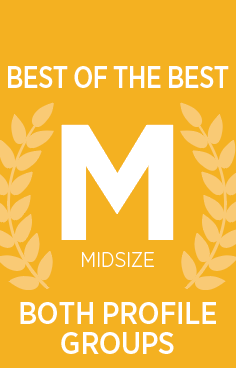 BEST OF THE BEST
M
MIDSIZE
BOTH PROFILE
GROUPS